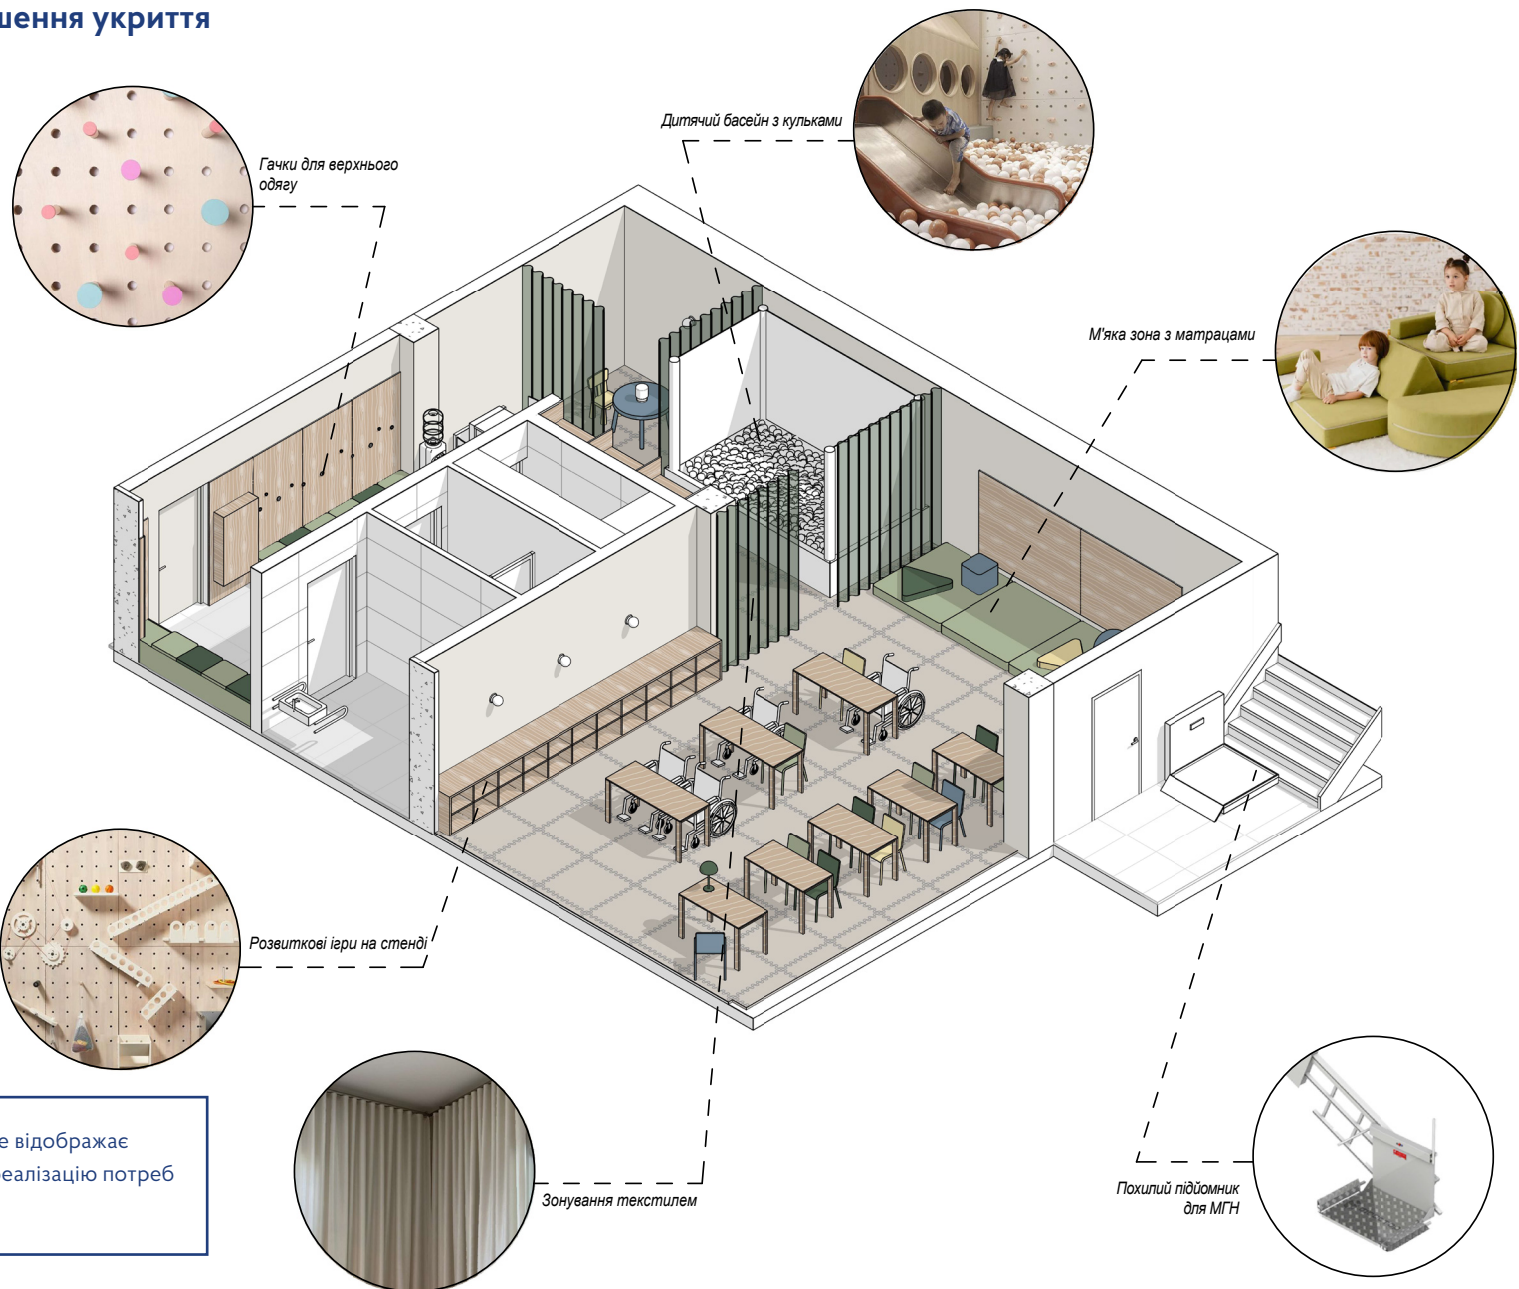 шення укриття
Дитячий басейн з кульками
Гачки для верхнього
одягу
М'яка зона з матрацами
Розвиткові ігри на стенді
е відображає
еалізацію потреб
Зонування текстилем
Похилий підйомник
для МГН